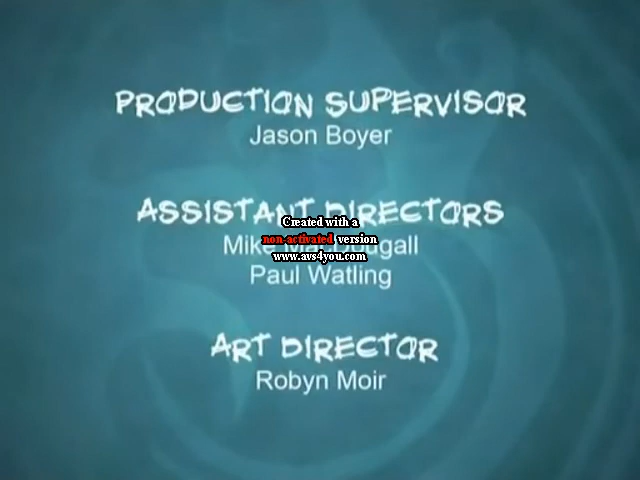 PRODUCTION SUPERVISOR
Jason Boyer
ASSISTANT DIRECTORS
Created with a
non-activated version
www.avs4you.com
Mike MacDougall
Paul Watling
ART DIRECTOR
Robyn Moir